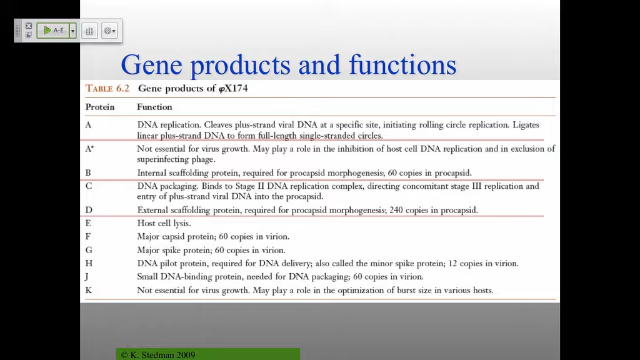 A-Z
Gene products and functions
TABLE 6.2 Gene products of φX174
Protein Function
A DNA replication. Cleaves plus-strand viral DNA at a specific site, initiating rolling circle replication. Ligates
linear plus-strand DNA to form full-length single-stranded circles.
A* Not essential for virus growth. May play a role in the inhibition of host cell DNA replication and in exclusion of
superinfecting phage.
B Internal scaffolding protein, required for procapsid morphogenesis, 60 copies in procapsid.
C DNA packaging. Binds to Stage II DNA replication complex, directing concomitant stage III replication and
entry of plus-strand viral DNA into the procapsid.
D External scaffolding protein, required for procapsid morphogenesis; 240 copies in procapsid.
E Host cell lysis.
F Major capsid protein; 60 copies in virion.
G Major spike protein; 60 copies in virion.
H DNA pilot protein, required for DNA delivery; also called the minor spike protein; 12 copies in virion.
J Small DNA-binding protein, needed for DNA packaging; 60 copies in virion.
K Not essential for virus growth. May play a role in the optimization of burst size in various hosts.
© K. Stedman 2009